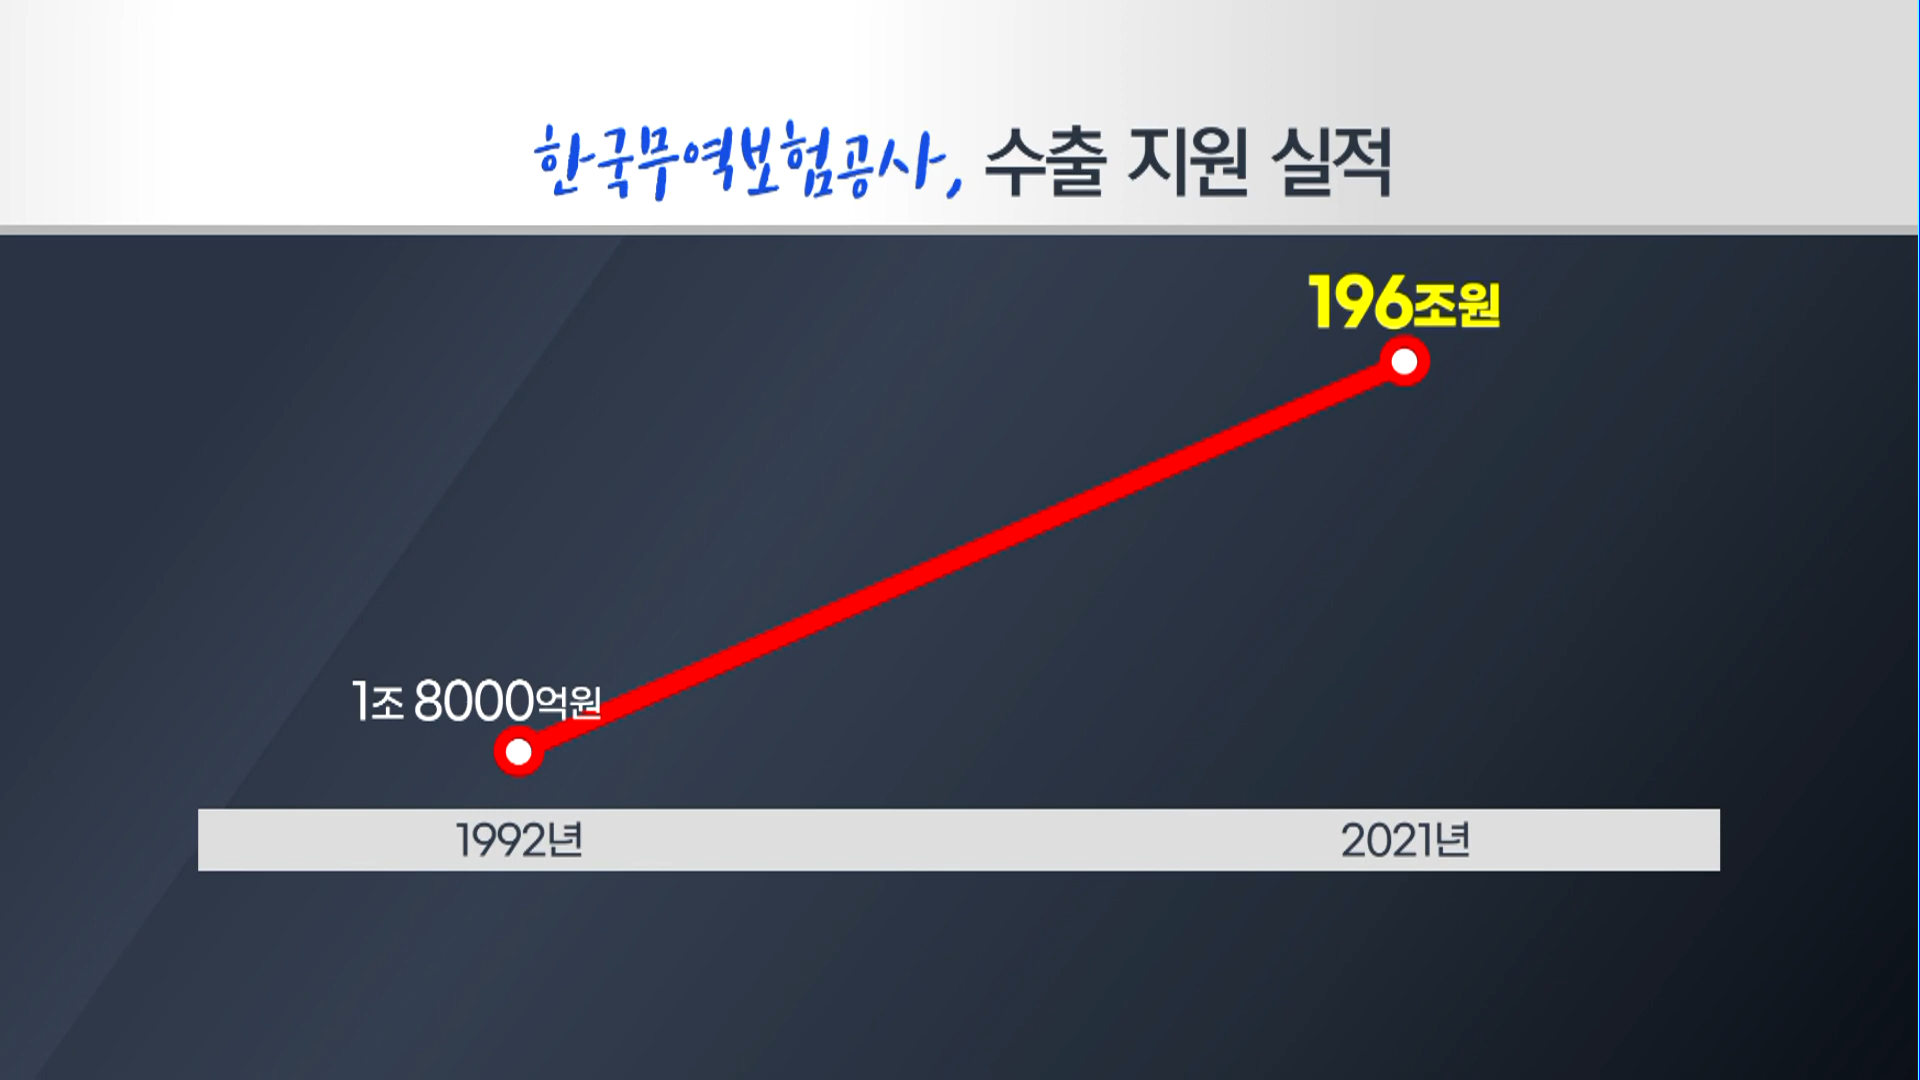 한국무역보험공사, 수출 지원 실적
196조원
1조 8000억원
1992년 2021년